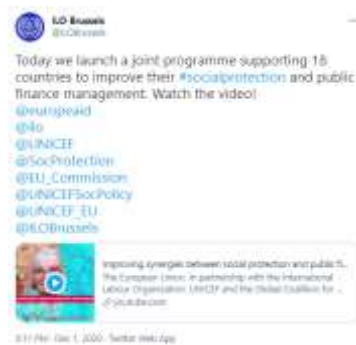 ILO-Brussels
@ILOBrussels
Today we launch a joint programme supporting 18
countries to improve their #socialprotection and public
finance management. Watch the video!
@europeaid
@ilo
@UNICEF
@SocProtection
@EU_Commission
@UNICEFSocPolicy
@UNICEF_EU
@ILOBrussels
Improving synergies between social protection and public fi...
The European Union, in partnership with the International
Labour Organization, UNICEF and the Global Coalition for ...
youtube.com
Dec 1, 2020 · Twitter Web App